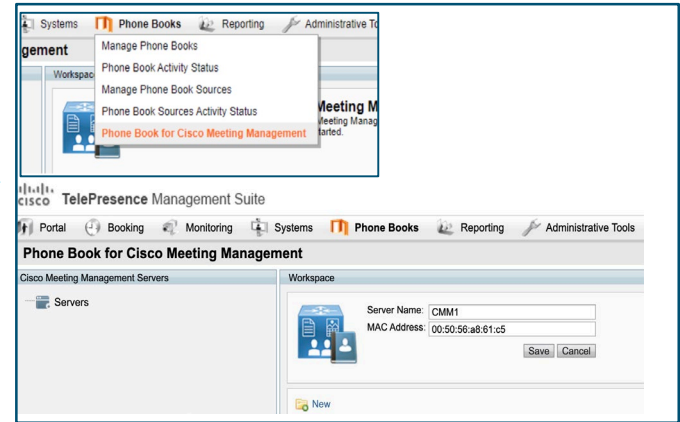 Systems Phone Books Reporting Administrative To
gement
Manage Phone Books
Phone Book Activity Status
Workspac
Manage Phone Book Sources
Phone Book Sources Activity Status
Meeting M
Meeting Manag
tarted.
Phone Book for Cisco Meeting Management
CISCO TelePresence Management Suite
Portal Booking Monitoring Systems Phone Books Reporting Administrative Tools
Phone Book for Cisco Meeting Management
Cisco Meeting Management Servers
Workspace
Servers
Server Name: CMM1
MAC Address: 00:50:56:a8:61:c5
Save Cancel
New